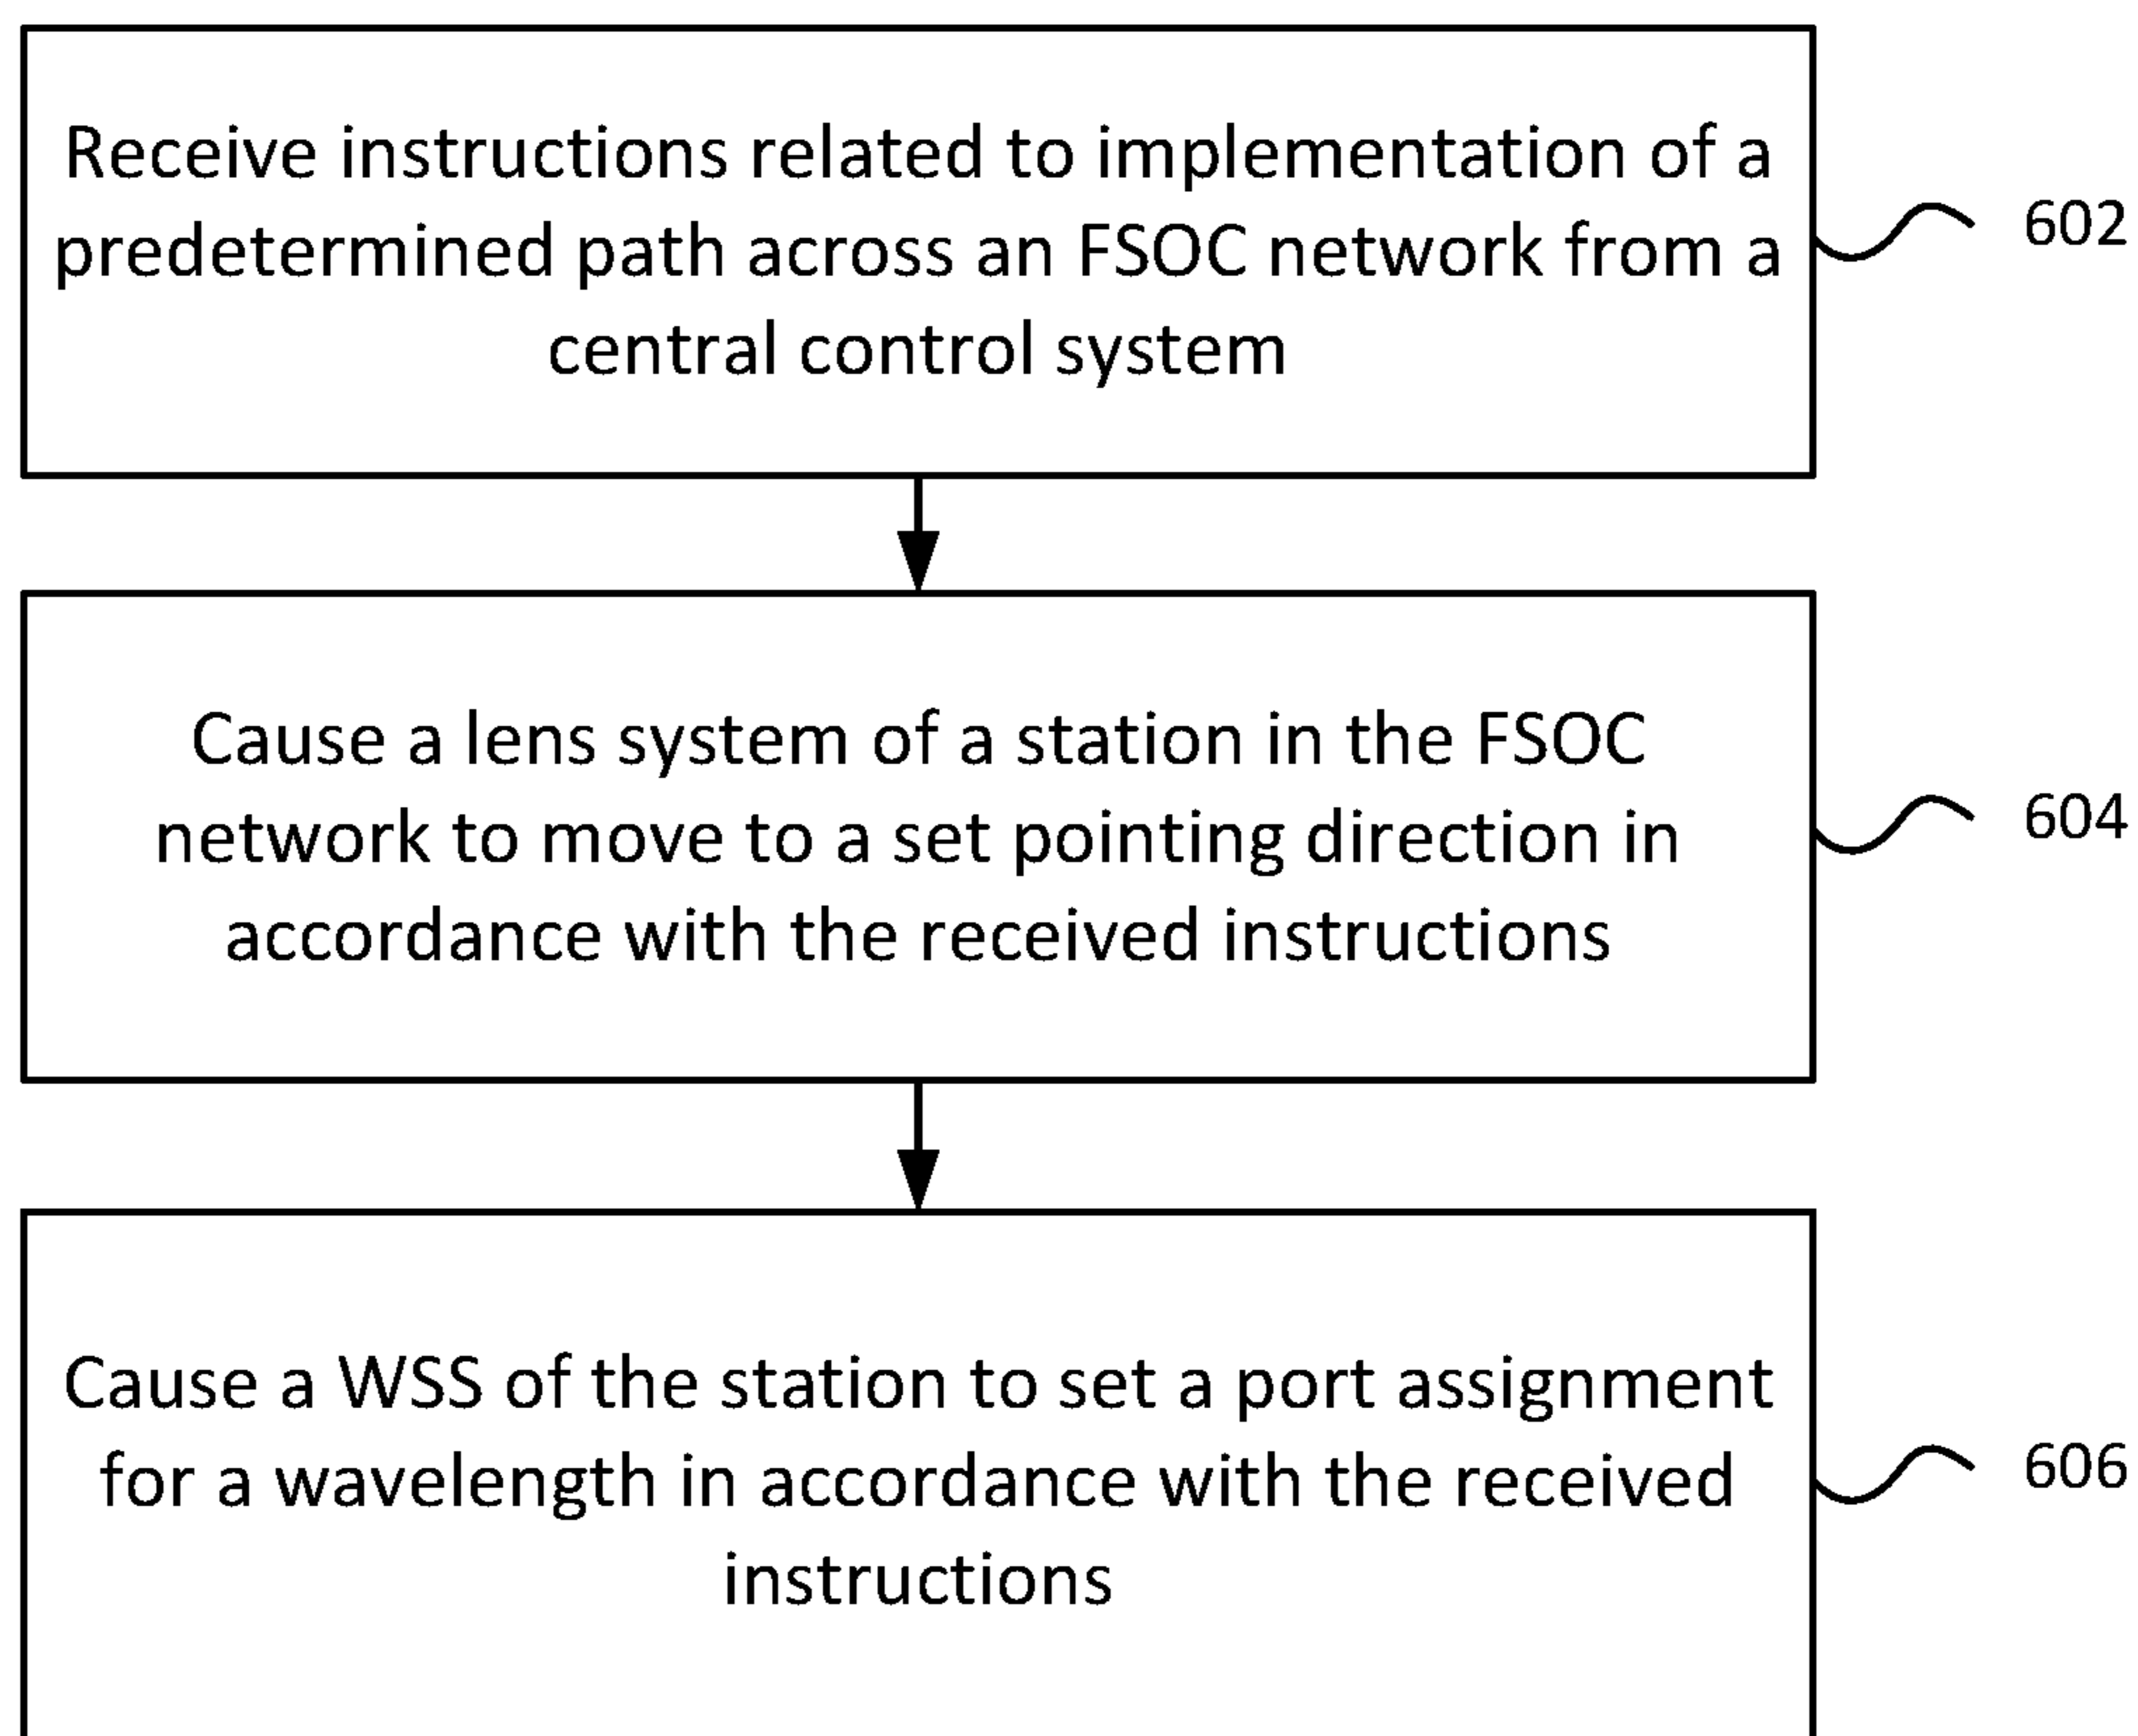 Receive instructions related to implementation of a
predetermined path across an FSOC network from a
central control system
602
Cause a lens system of a station in the FSOC
network to move to a set pointing direction in
accordance with the received instructions
604
Cause a WSS of the station to set a port assignment
for a wavelength in accordance with the received
instructions
606